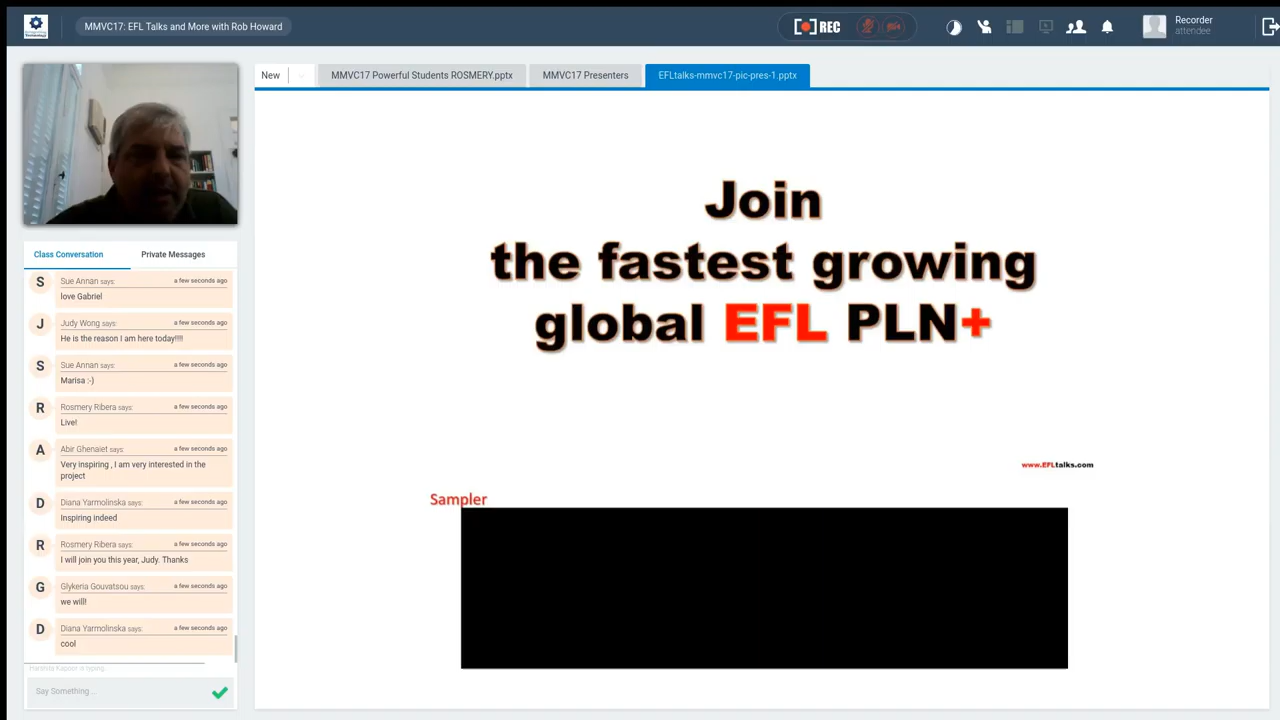 MMVC17: EFL Talks and More with Rob Howard
REC
Recorder
attendee
New
MMVC17 Powerful Students ROSMERY.pptx
MMVC17 Presenters
EFLtalks-mmvc17-pic-pres-1.pptx
Class Conversation
Private Messages
S
Sue Annan says:
a few seconds ago
love Gabriel
J
Judy Wong says:
a few seconds ago
He is the reason I am here today!!!!
S
Sue Annan says:
a few seconds ago
Marisa :-)
R
Rosmery Ribera says:
a few seconds ago
Live!
A
Abir Ghenaiet says:
a few seconds ago
Very inspiring , I am very interested in the
project
D
Diana Yarmolinska says:
a few seconds ago
Inspiring indeed
R
Rosmery Ribera says:
a few seconds ago
I will join you this year, Judy. Thanks
G
Glykeria Gouvatsou says:
a few seconds ago
we will!
D
Diana Yarmolinska says:
a few seconds ago
cool
Kapoor is typing...
Say Something...
Join
the fastest growing
global EFL PLN+
www.EFLtalks.com
Sampler